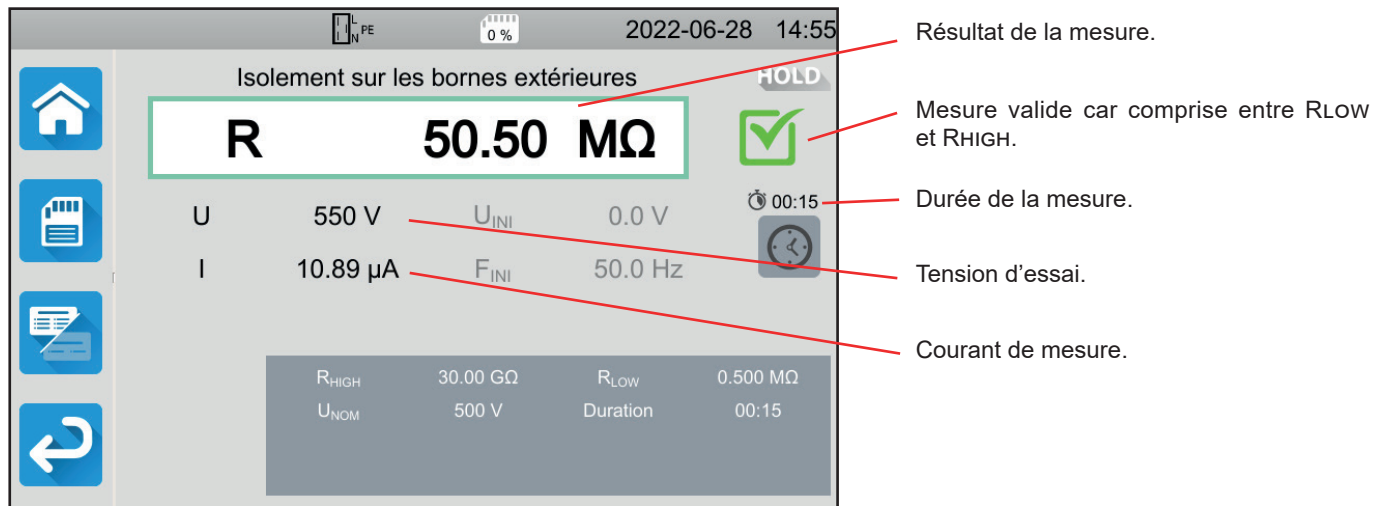 L
N PE
0 %
2022-06-28 14:55
Isolement sur les bornes extérieures
HOLD
R 50.50 MΩ
00:15
U 550 V UINI 0.0 V
I 10.89 µA FINI 50.0 Hz
RHIGH 30.00 GΩ RLOW 0.500 MΩ
UNOM 500 V Duration 00:15
Résultat de la mesure.
Mesure valide car comprise entre RLOW
et RHIGH.
Durée de la mesure.
Tension d’essai.
Courant de mesure.